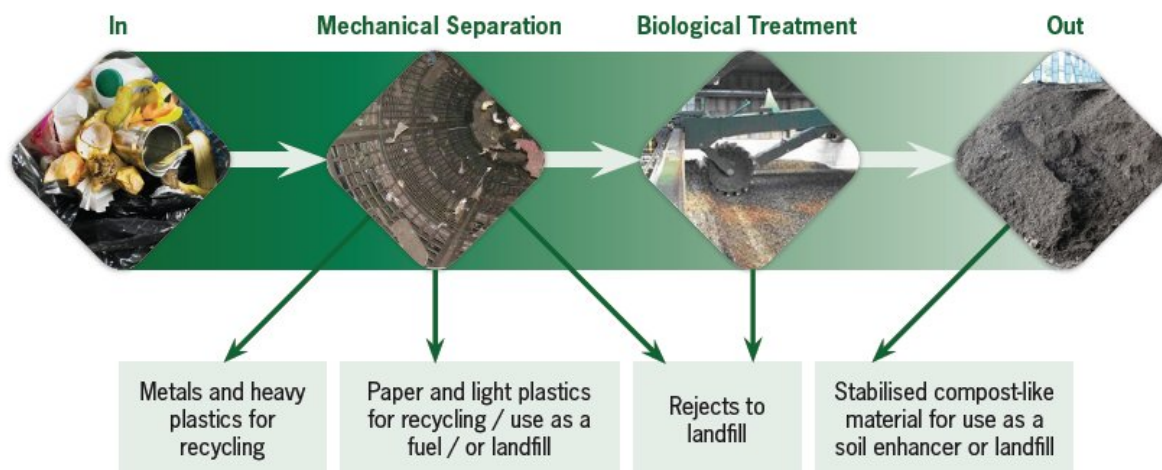 In
Mechanical Separation
Biological Treatment
Out
Metals and heavy
plastics for
recycling
Paper and light plastics
for recycling / use as a
fuel / or landfill
Rejects to
landfill
Stabilised compost-like
material for use as a
soil enhancer or landfill